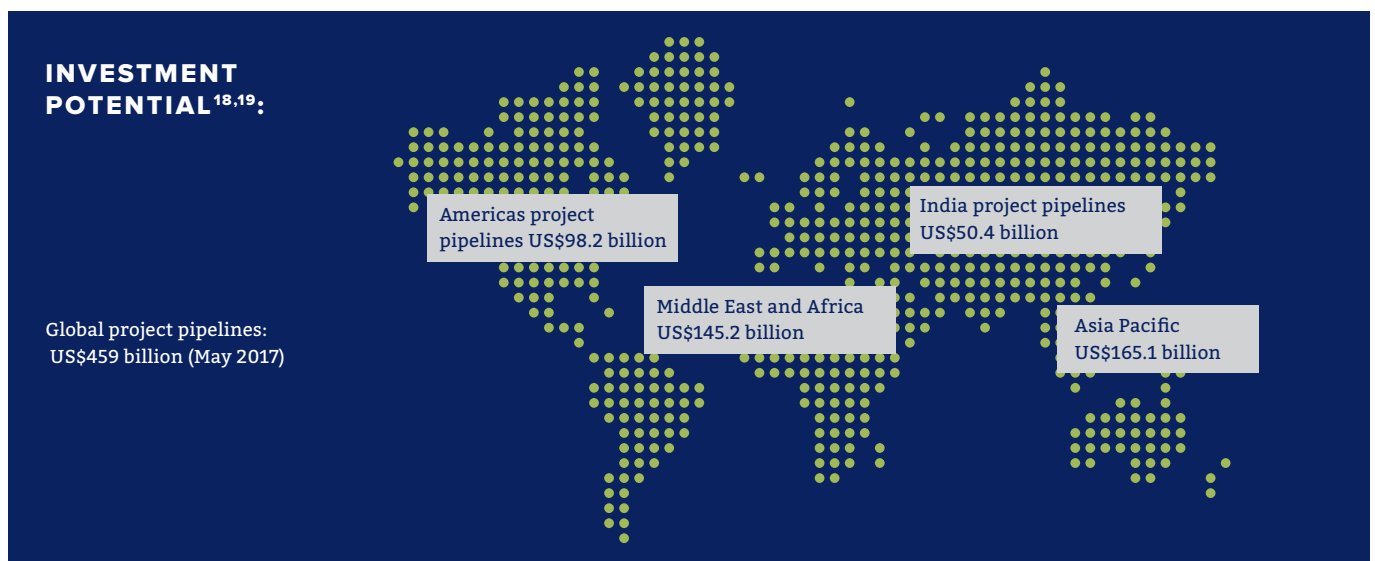 INVESTMENT
POTENTIAL18,19:
Americas project
pipelines US$98.2 billion
India project pipelines
US$50.4 billion
Middle East and Africa
US$145.2 billion
Asia Pacific
US$165.1 billion
Global project pipelines:
US$459 billion (May 2017)